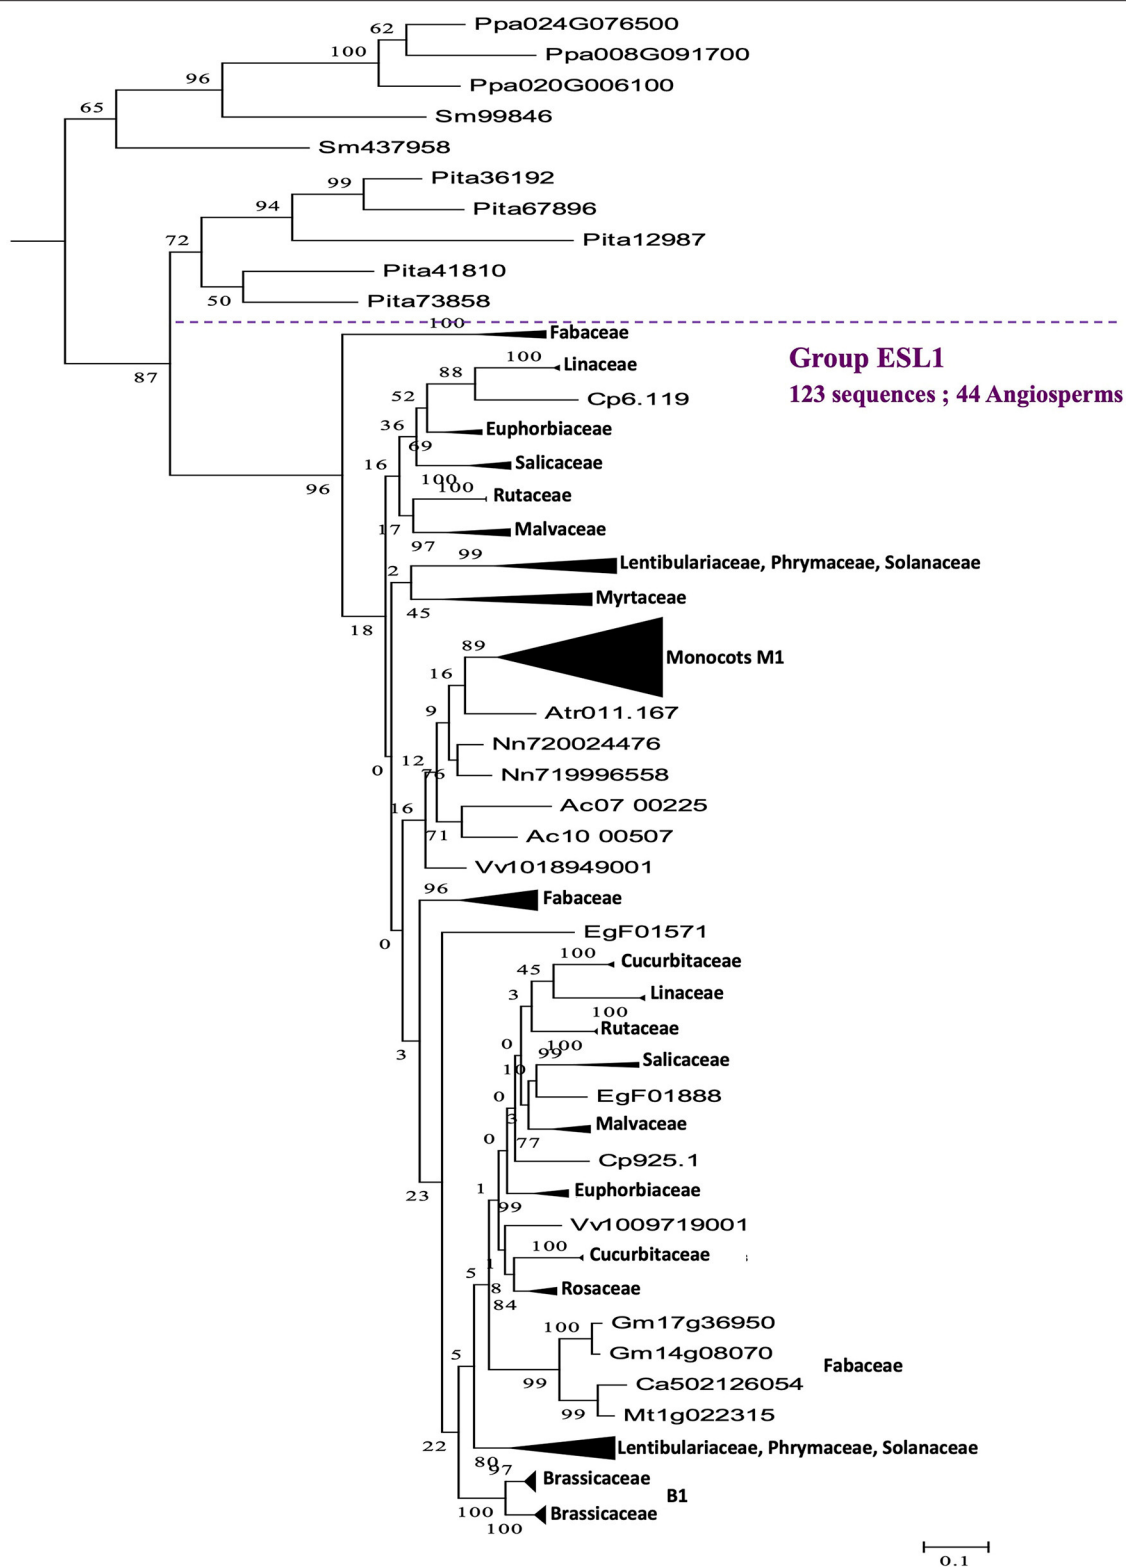 62
Ppa024G076500
100
Ppa008G091700
96
Ppa020G006100
65
Sm99846
Sm437958
99
Pita36192
94
Pita67896
72
Pita12987
Pita41810
50
Pita73858
100
Fabaceae
87
Group ESL1
123 sequences ; 44 Angiosperms
100
Linaceae
88
52
Cp6.119
36
Euphorbiaceae
69
16
Salicaceae
100
100
96
Rutaceae
17
Malvaceae
97
99
Lentibulariaceae, Phrymaceae, Solanaceae
2
Myrtaceae
45
18
89
Monocots M1
16
9
Atr011.167
Nn720024476
12
76
0
Nn719996558
16
Ac07 00225
71
Ac10 00507
Vv1018949001
96
Fabaceae
EgF01571
0
100
Cucurbitaceae
45
3
Linaceae
100
Rutaceae
0
100
99
3
Salicaceae
10
0
EgF01888
3
Malvaceae
0
77
Cp925.1
1
Euphorbiaceae
23
99
Vv1009719001
100
Cucurbitaceae
1
5
8
Rosaceae
84
100
Gm17g36950
5
Gm14g08070
Fabaceae
99
Ca502126054
99
Mt1g022315
22
Lentibulariaceae, Phrymaceae, Solanaceae
80
97
Brassicaceae
B1
100
Brassicaceae
100
0.1